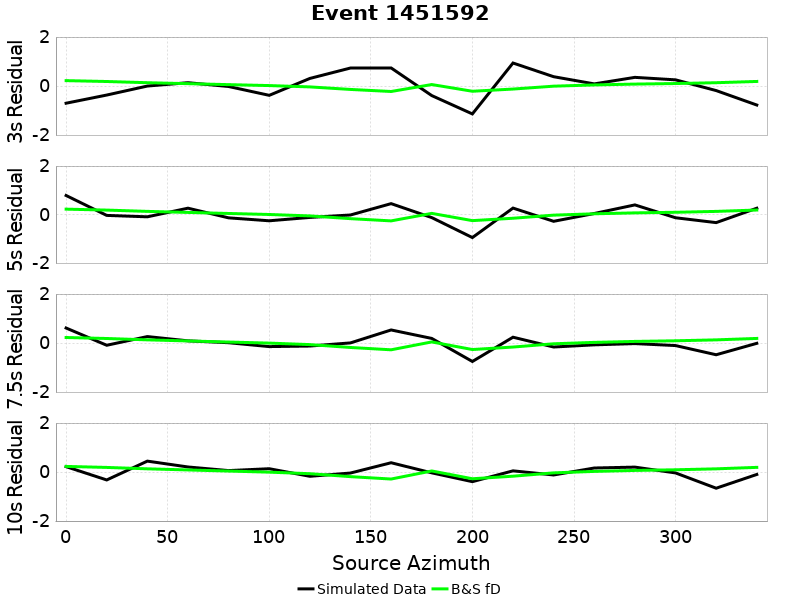 Event 1451592
3s Residual
2
0
-2
5s Residual
2
0
-2
7.5s Residual
2
0
-2
10s Residual
2
0
-2
0 50 100 150 200 250 300
Source Azimuth
Simulated Data B&S fD